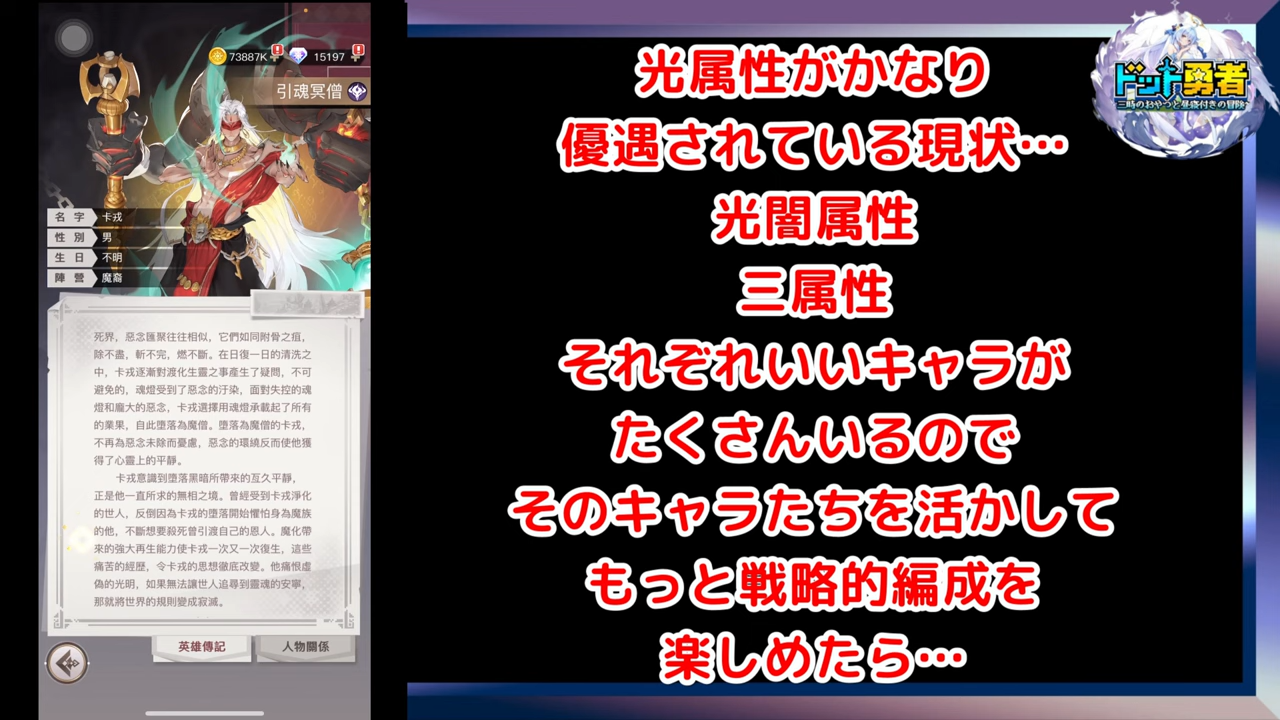 73887K
15197
引魂冥僧
名字 卡戎
性別 男
生日 不明
陣營 魔裔
死界，惡念匯聚往往相似，它們如同附骨之疽，
除不盡，斬不完，燃不斷。在日復一日的清洗之
中，卡戎逐漸對渡化生靈之事產生了疑問，不可
避免的，魂燈受到了惡念的汙染，面對失控的魂
燈和龐大的惡念，卡戎選擇用魂燈承載起了所有
的業果，自此墮落為魔僧。墮落為魔僧的卡戎，
不再為惡念未除而憂慮，惡念的環繞反而使他獲
得了心靈上的平靜。
卡戎意識到墮落黑暗所帶來的亙久平靜，
正是他一直所求的無相之境。曾經受到卡戎淨化
的世人，反倒因為卡戎的墮落開始懼怕身為魔族
的他，不斷想要殺死曾引渡自己的恩人。魔化帶
來的強大再生能力使卡戎一次又一次復生，這些
痛苦的經歷，令卡戎的思想徹底改變。他痛恨虛
偽的光明，如果無法讓世人追尋到靈魂的安寧，
那就將世界的規則變成寂滅。
英雄傳記
人物關係
光属性がかなり
優遇されている現状…
光闇属性
三属性
それぞれいいキャラが
たくさんいるので
そのキャラたちを活かして
もっと戦略的編成を
楽しめたら…
ドット勇者
三時のおやつと昼寝付きの冒険